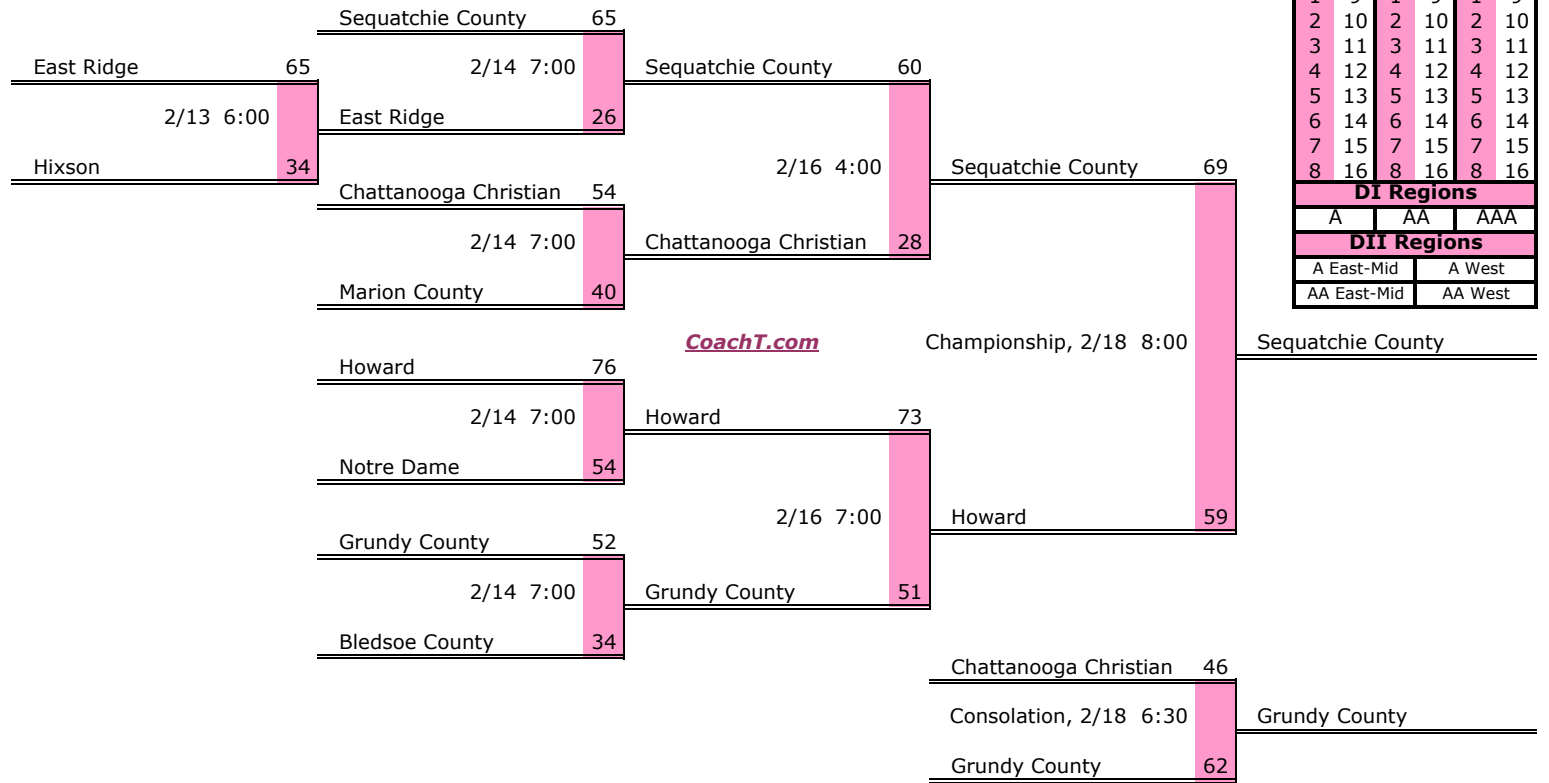 Sequatchie County 65
2/14 7:00
East Ridge 26
East Ridge 65
2/13 6:00
Hixson 34
Chattanooga Christian 54
2/14 7:00
Marion County 40
Howard 76
2/14 7:00
Notre Dame 54
Grundy County 52
2/14 7:00
Bledsoe County 34
Sequatchie County 60
2/16 4:00
Chattanooga Christian 28
CoachT.com
Howard 73
2/16 7:00
Grundy County 51
Sequatchie County 69
Championship, 2/18 8:00
Howard 59
Sequatchie County
Chattanooga Christian 46
Consolation, 2/18 6:30
Grundy County 62
Grundy County
2 10 2 10 2 10
3 11 3 11 3 11
4 12 4 12 4 12
5 13 5 13 5 13
6 14 6 14 6 14
7 15 7 15 7 15
8 16 8 16 8 16
DI Regions
A AA AAA
DII Regions
A East-Mid A West
AA East-Mid AA West